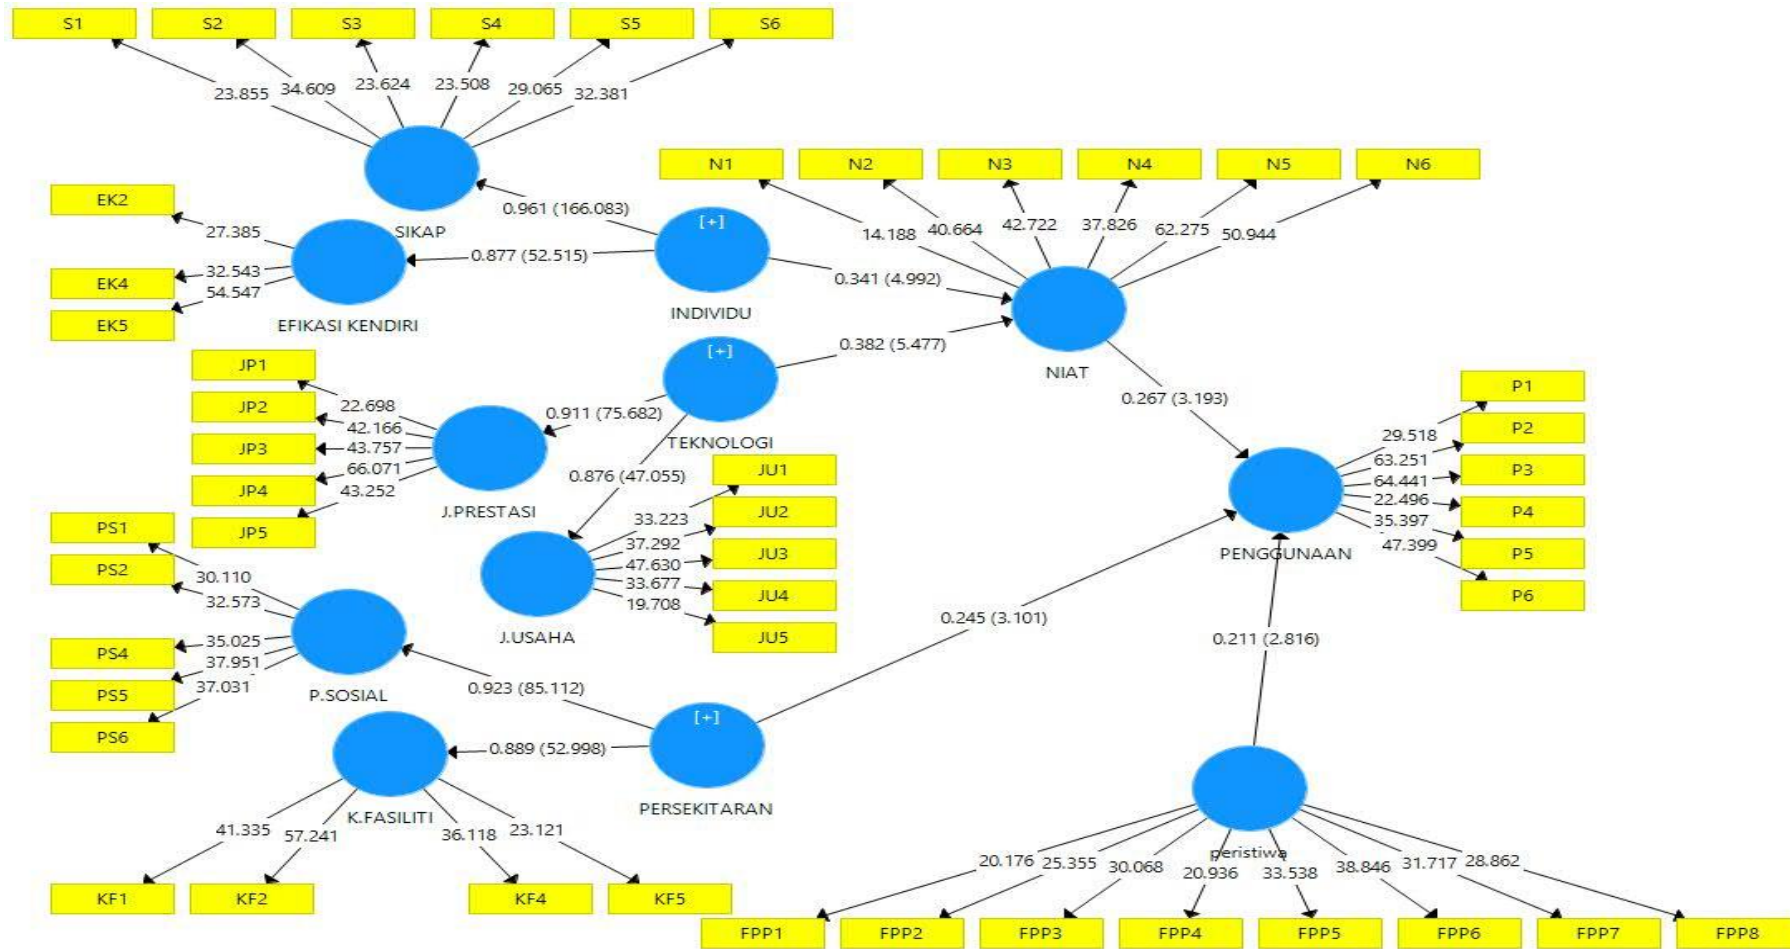 S1
S2
S3
S4
S5
S6
23.855
34.609
23.624
23.508
29.065
32.381
SIKAP
N1
N2
N3
N4
N5
N6
14.188
40.664
42.722
37.826
62.275
50.944
NIAT
0.961 (166.083)
[+]
INDIVIDU
0.877 (52.515)
0.341 (4.992)
EK2
EK4
EK5
27.385
32.543
54.547
EFIKASI KENDIRI
[+]
TEKNOLOGI
0.382 (5.477)
0.911 (75.682)
0.876 (47.055)
0.267 (3.193)
JP1
JP2
JP3
JP4
JP5
22.698
42.166
43.757
66.071
43.252
J.PRESTASI
JU1
JU2
JU3
JU4
JU5
33.223
37.292
47.630
33.677
19.708
J.USAHA
P1
P2
P3
P4
P5
P6
29.518
63.251
64.441
22.496
35.397
47.399
PENGGUNAAN
PS1
PS2
PS4
PS5
PS6
30.110
32.573
35.025
37.951
37.031
P.SOSIAL
0.923 (85.112)
0.245 (3.101)
0.211 (2.816)
[+]
PERSEKITARAN
0.889 (52.998)
K.FASILITI
41.335
57.241
36.118
23.121
KF1
KF2
KF4
KF5
peristiwa
20.176
25.355
30.068
20.936
33.538
38.846
31.717
28.862
FPP1
FPP2
FPP3
FPP4
FPP5
FPP6
FPP7
FPP8